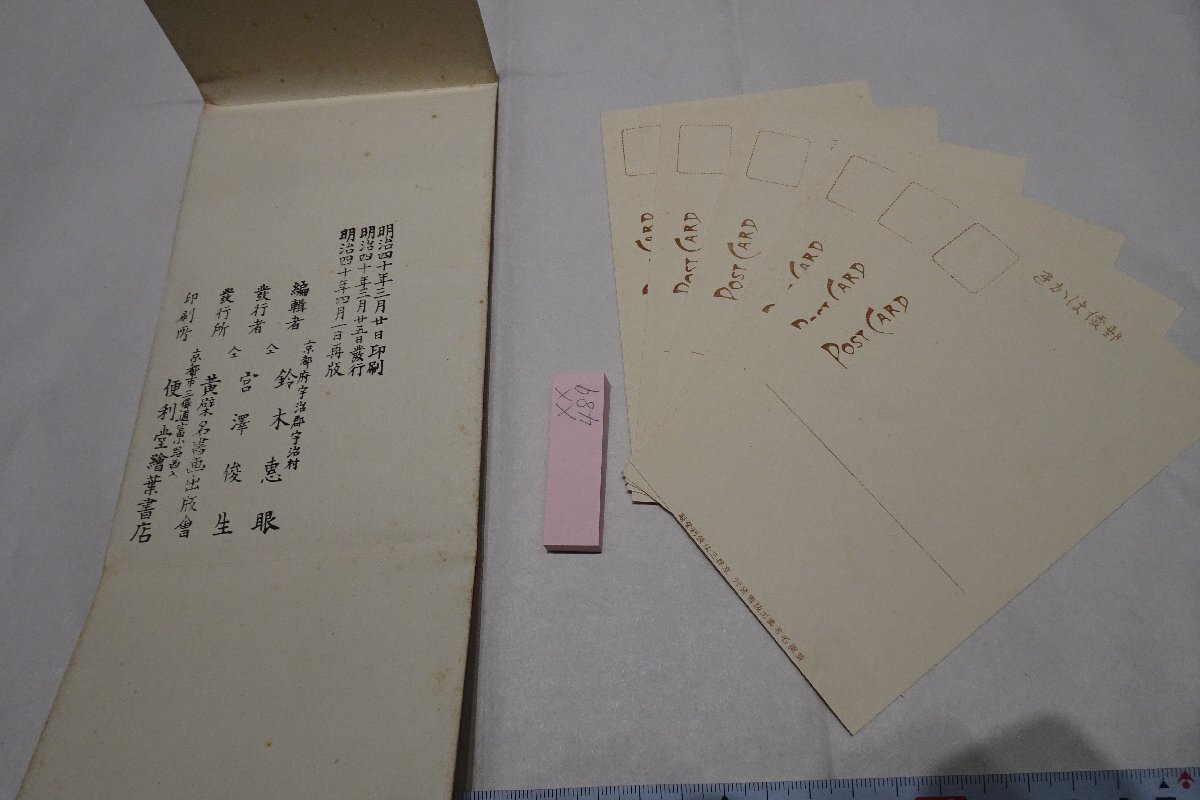 明治四十年三月廿日印刷
明治四十年三月廿五日發行
明治四十年四月一日再版
京都府宇治郡宇治村
編輯者 鈴木惠眼
發行者 仝 宮澤俊生
發行所 仝 黃檗名書画出版會
京都市三條通富小路西入
印刷所 便利堂繪葉書店
XX
489
CARD
POST CARD
POST CARD
CARD
POST CARD
POST CARD
きかは便郵